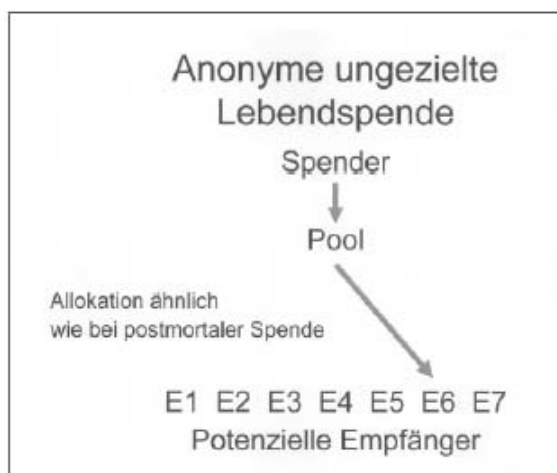 Anonyme ungezielte
Lebendspende
Spender
Pool
Allokation ähnlich
wie bei postmortaler Spende
E1 E2 E3 E4 E5 E6 E7
Potenzielle Empfänger